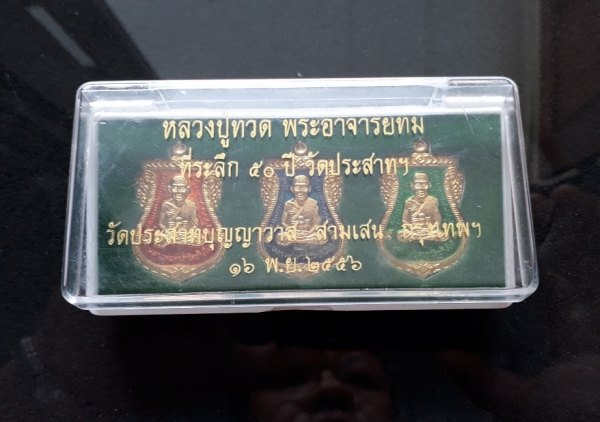 หลวงปู่ทวด พระอาจารย์ทิม
ที่ระลึก ๕๐ ปี วัดประสาทฯ
วัดประสาทบุญญาวาส สามเสน กรุงเทพฯ
๑๖ พ.ย. ๒๕๕๖